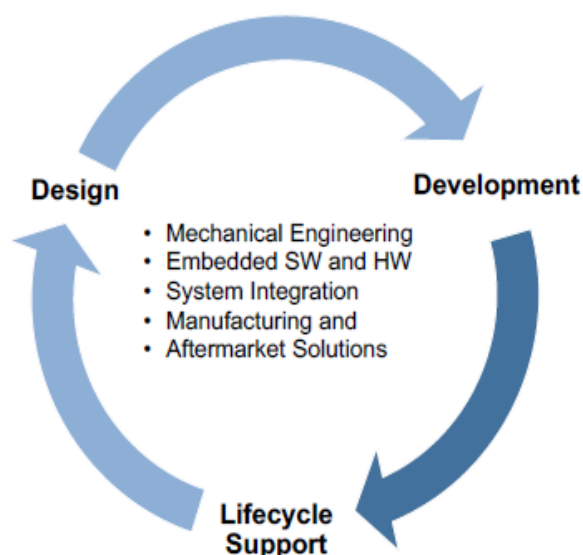 Design
Development
• Mechanical Engineering
• Embedded SW and HW
• System Integration
• Manufacturing and
• Aftermarket Solutions
Lifecycle
Support